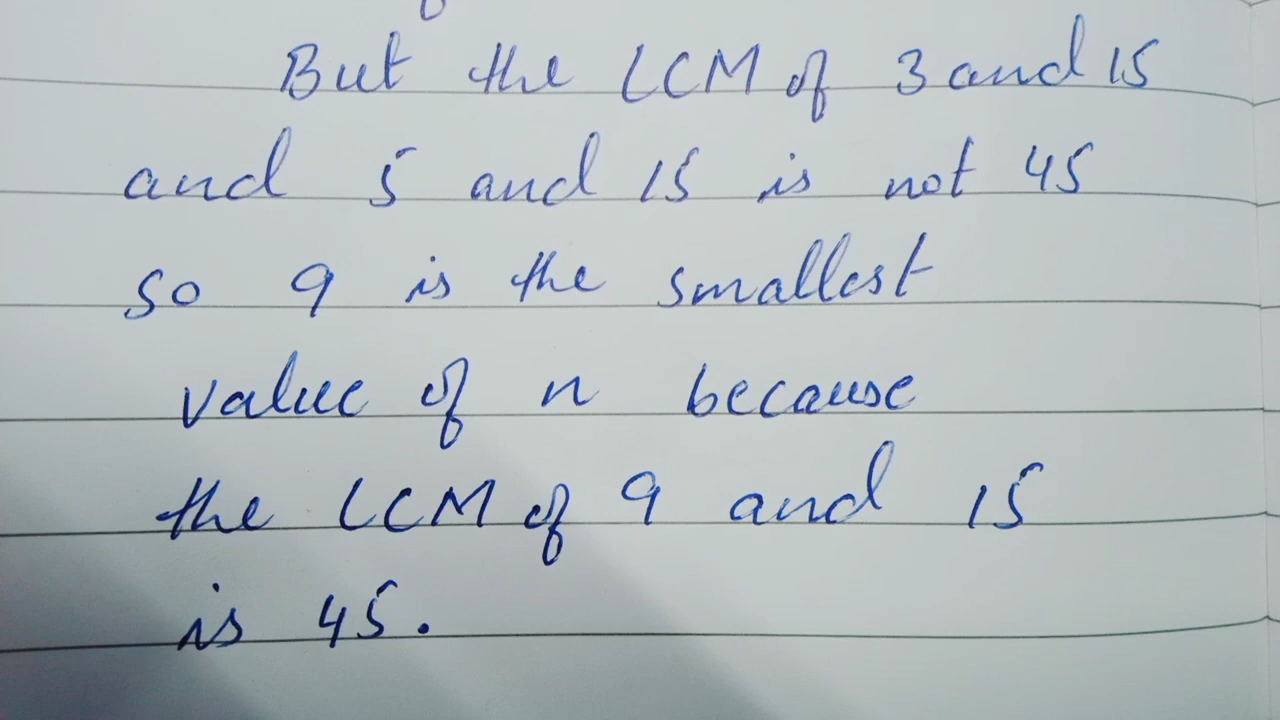 But the LCM of 3 and 15
and 5 and 15 is not 45
so 9 is the smallest
value of n because
the LCM of 9 and 15
is 45.